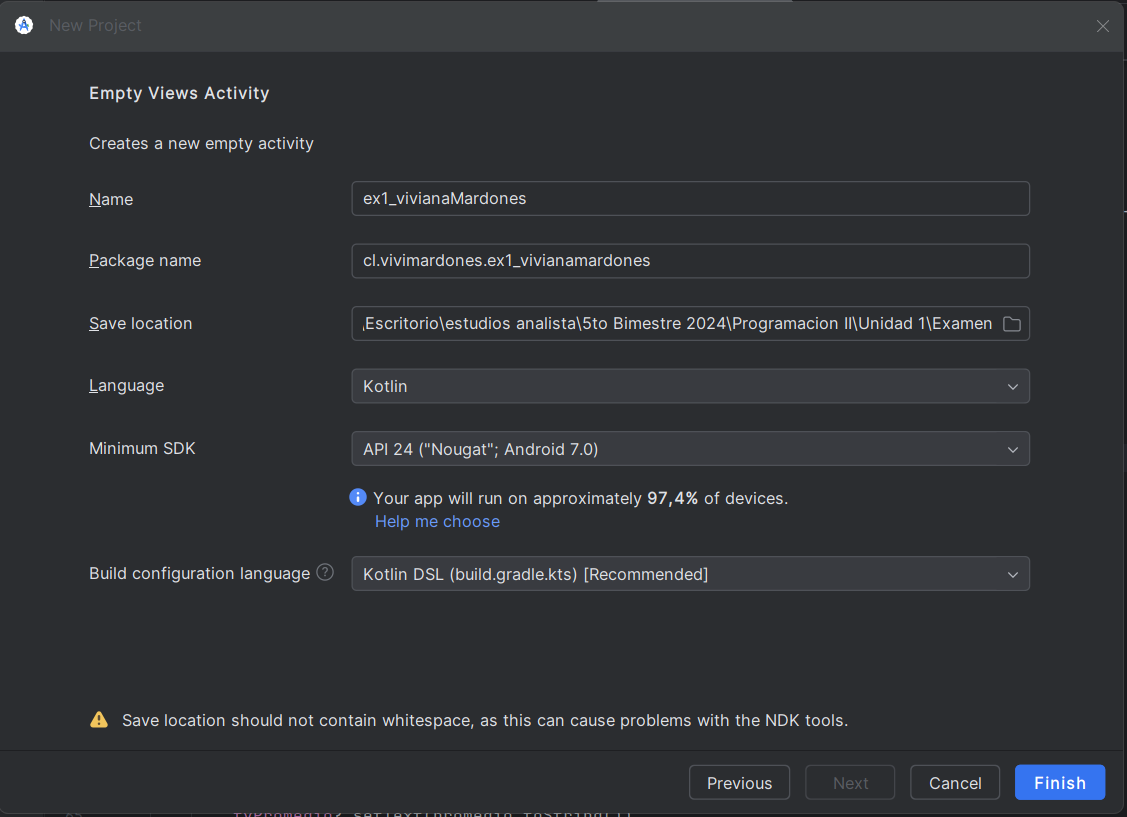 New Project
Empty Views Activity
Creates a new empty activity
Name
ex1_vivianaMardones
Package name
cl.vivimardones.ex1_vivianamardones
Save location
\Escritorio\estudios analista\5to Bimestre 2024\Programacion II\Unidad 1\Examen
Language
Kotlin
Minimum SDK
API 24 ("Nougat"; Android 7.0)
Your app will run on approximately 97,4% of devices.
Help me choose
Build configuration language ?
Kotlin DSL (build.gradle.kts) [Recommended]
Save location should not contain whitespace, as this can cause problems with the NDK tools.
Previous
Next
Cancel
Finish